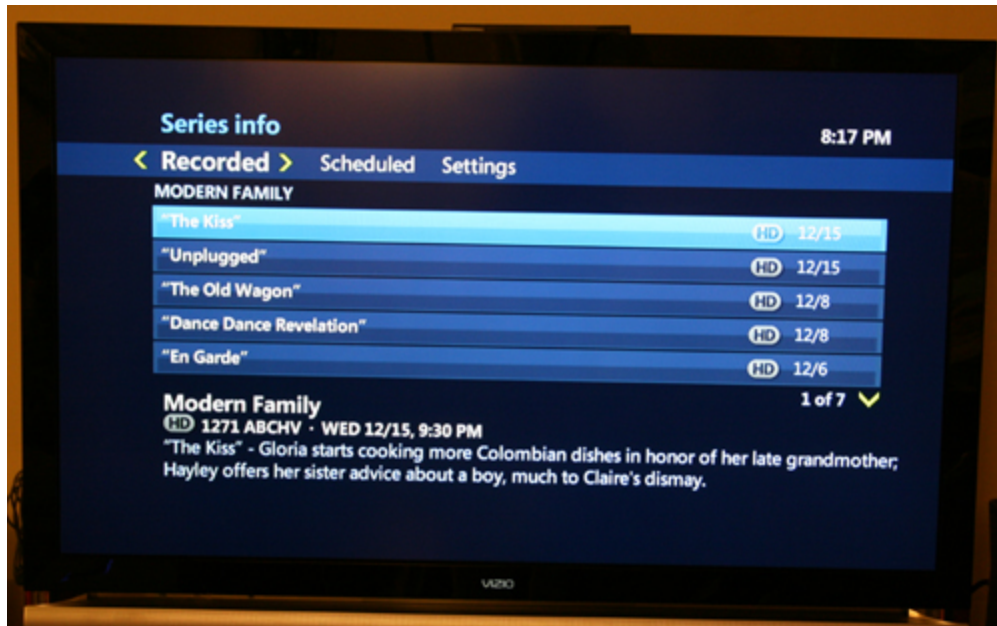 Series info
8:17 PM
< Recorded > Scheduled Settings
MODERN FAMILY
"The Kiss" HD 12/15
"Unplugged" HD 12/15
"The Old Wagon" HD 12/8
"Dance Dance Revelation" HD 12/8
"En Garde" HD 12/6
1 of 7
Modern Family
HD 1271 ABCHV · WED 12/15, 9:30 PM
"The Kiss" - Gloria starts cooking more Colombian dishes in honor of her late grandmother;
Hayley offers her sister advice about a boy, much to Claire's dismay.
VIZIO